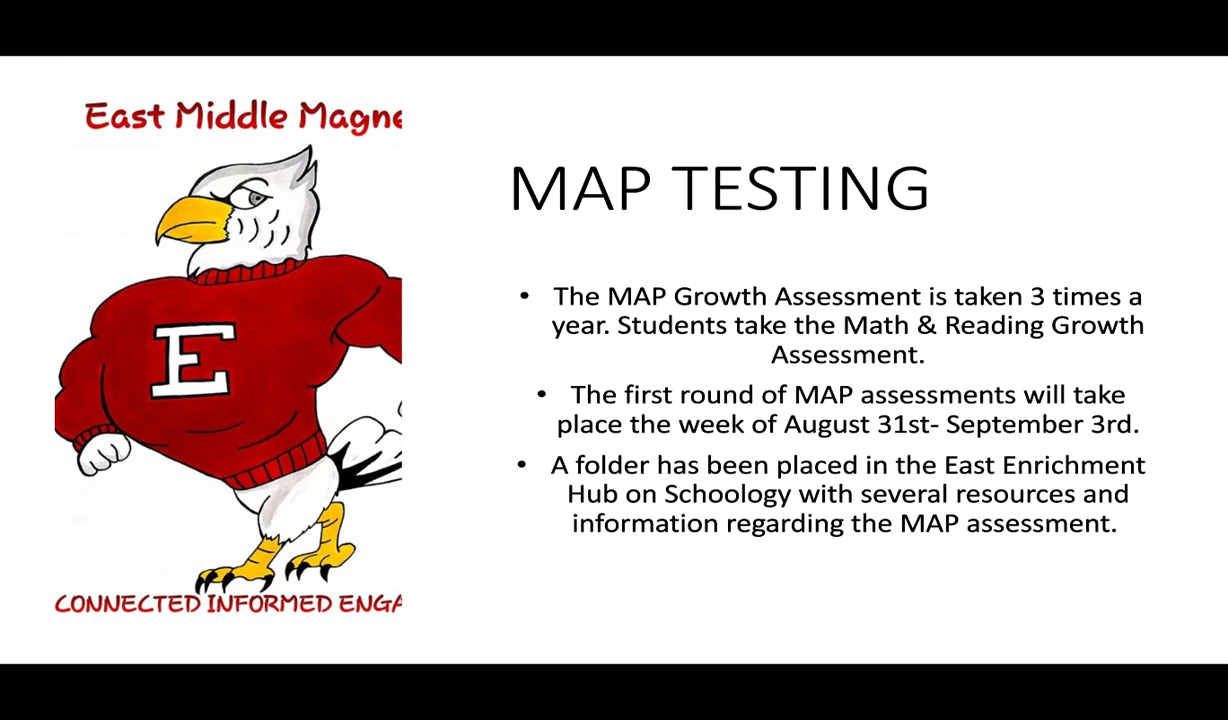 East Middle Magne
E
CONNECTED INFORMED ENGA
MAP TESTING
• The MAP Growth Assessment is taken 3 times a
year. Students take the Math & Reading Growth
Assessment.
• The first round of MAP assessments will take
place the week of August 31st- September 3rd.
• A folder has been placed in the East Enrichment
Hub on Schoology with several resources and
information regarding the MAP assessment.